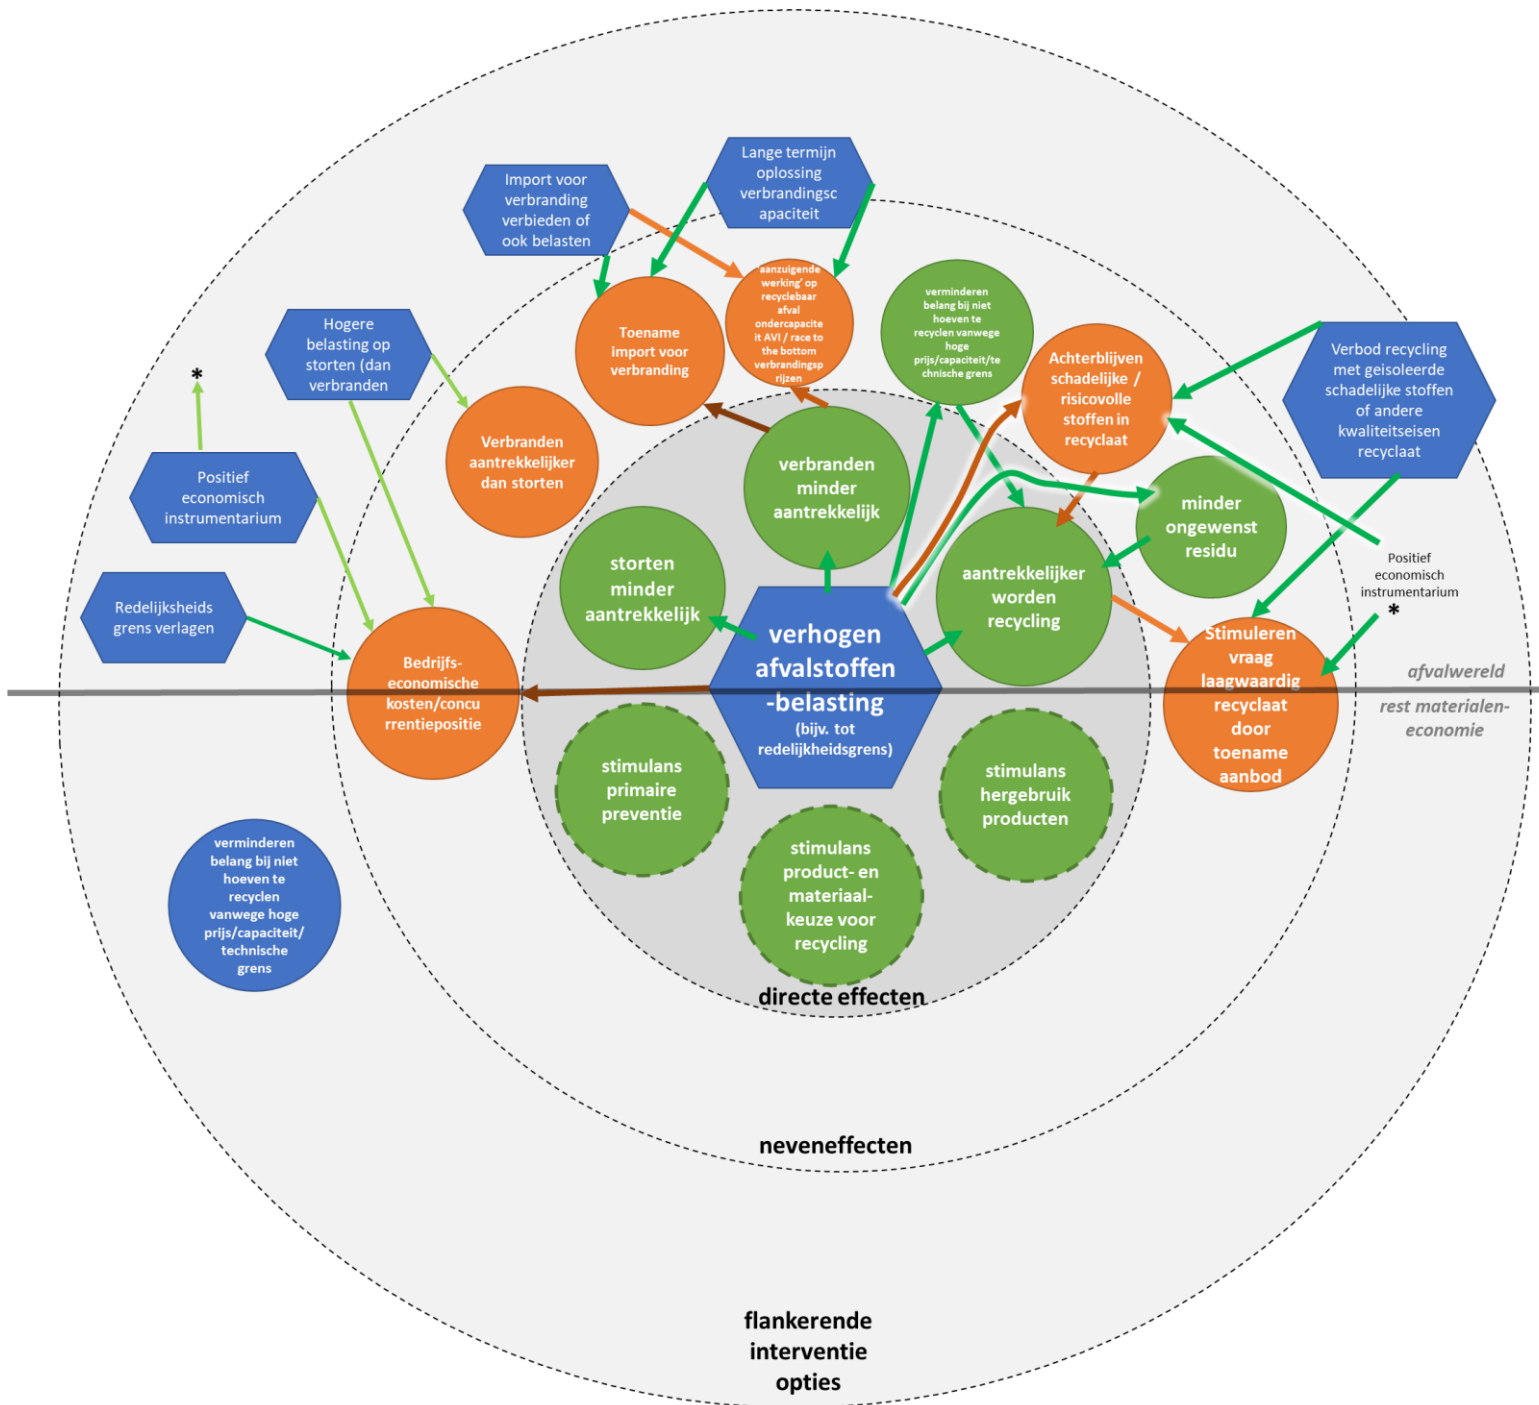 Lange termijn
oplossing
verbrandingsc
apaciteit
Import voor
verbranding
verbieden of
ook belasten
aanzuigende
werking' op
recyclebaar
afval
ondercapacite
it AVI / race to
the bottom
verbrandingsp
rijzen
verminderen
belang bij niet
hoeven te
recyclen vanwege
hoge
prijs/capaciteit/te
chnische grens
Toename
import voor
verbranding
Hogere
belasting op
storten (dan
verbranden
Achterblijven
schadelijke /
risicovolle
stoffen in
recyclaat
Verbod recycling
met geisoleerde
schadelijke stoffen
of andere
kwaliteitseisen
recyclaat
*
Verbranden
aantrekkelijker
dan storten
verbranden
minder
aantrekkelijk
Positief
economisch
instrumentarium
minder
ongewenst
residu
storten
minder
aantrekkelijk
aantrekkelijker
worden
recycling
Positief
economisch
instrumentarium
*
Redelijksheids
grens verlagen
verhogen
afvalstoffen
-belasting
(bijv. tot
redelijkheidsgrens)
Bedrijfs-
economische
kosten/concu
rrentiepositie
Stimuleren
vraag
laagwaardig
recyclaat
door
toename
aanbod
afvalwereld
rest materialen-
economie
stimulans
primaire
preventie
stimulans
hergebruik
producten
stimulans
product- en
materiaal-
keuze voor
recycling
verminderen
belang bij niet
hoeven te
recyclen
vanwege hoge
prijs/capaciteit/
technische
grens
directe effecten
neveneffecten
flankerende
interventie
opties